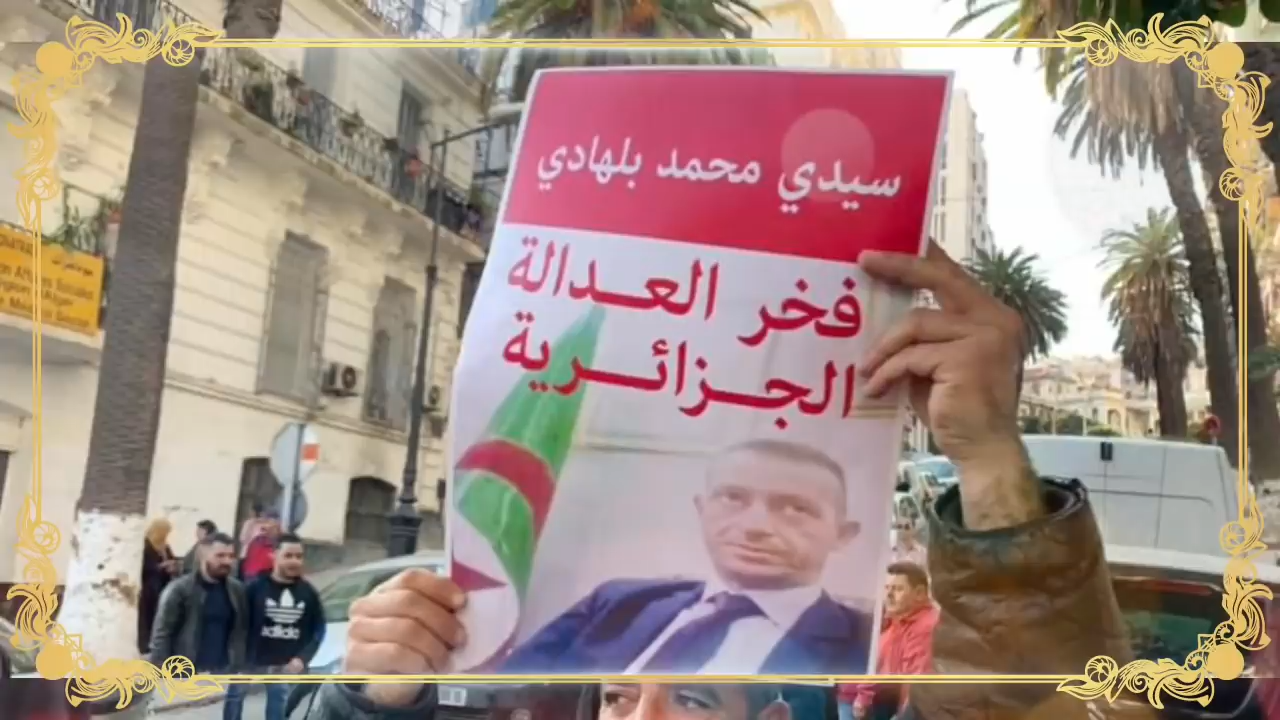 سيدي محمد بلهادي
فخر العدالة
الجزائرية
adidas